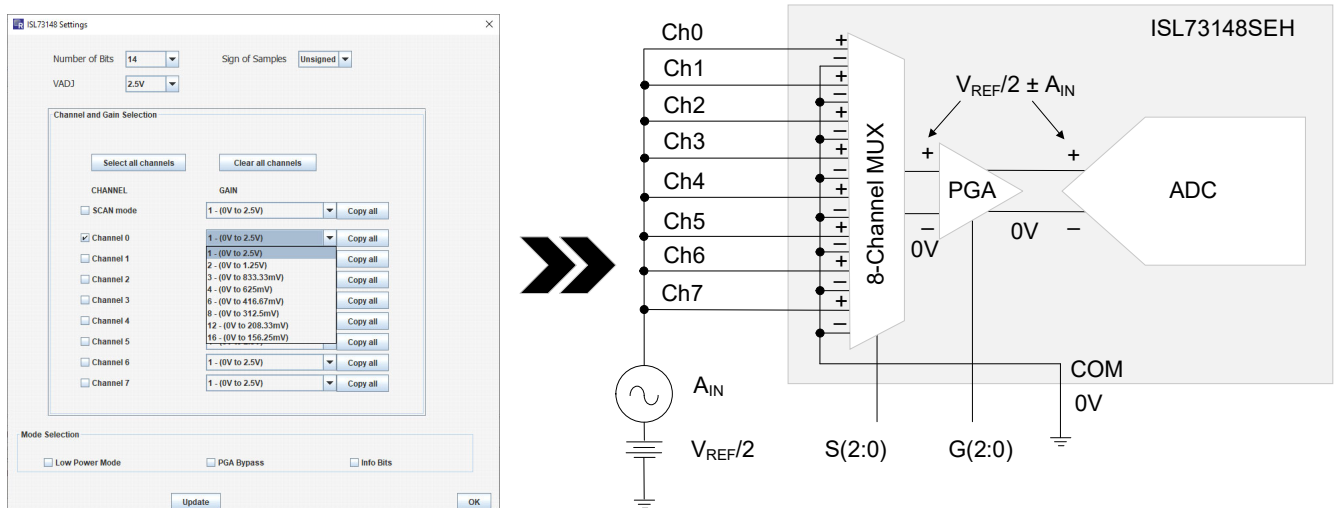 ISL73148 Settings
Number of Bits 14 Sign of Samples Unsigned
VADJ 2.5V
Channel and Gain Selection
Select all channels Clear all channels
CHANNEL GAIN
SCAN mode 1 - (0V to 2.5V) Copy all
Channel 0 1 - (0V to 2.5V) Copy all
1 - (0V to 2.5V)
Channel 1 2 - (0V to 1.25V) Copy all
Channel 2 3 - (0V to 833.33mV) Copy all
4 - (0V to 625mV)
Channel 3 6 - (0V to 416.67mV) Copy all
8 - (0V to 312.5mV)
Channel 4 12 - (0V to 208.33mV) Copy all
16 - (0V to 156.25mV)
Channel 5 Copy all
Channel 6 1 - (0V to 2.5V) Copy all
Channel 7 1 - (0V to 2.5V) Copy all
Mode Selection
Low Power Mode PGA Bypass Info Bits
Update OK
ISL73148SEH
Ch0
+
–
Ch1
+
–
Ch2
+
–
Ch3
+
–
Ch4
+
–
Ch5
+
–
Ch6
+
–
Ch7
+
–
8-Channel MUX
VREF/2 ± AIN
+ +
PGA ADC
– –
0V 0V
COM
0V
AIN
VREF/2
S(2:0) G(2:0)